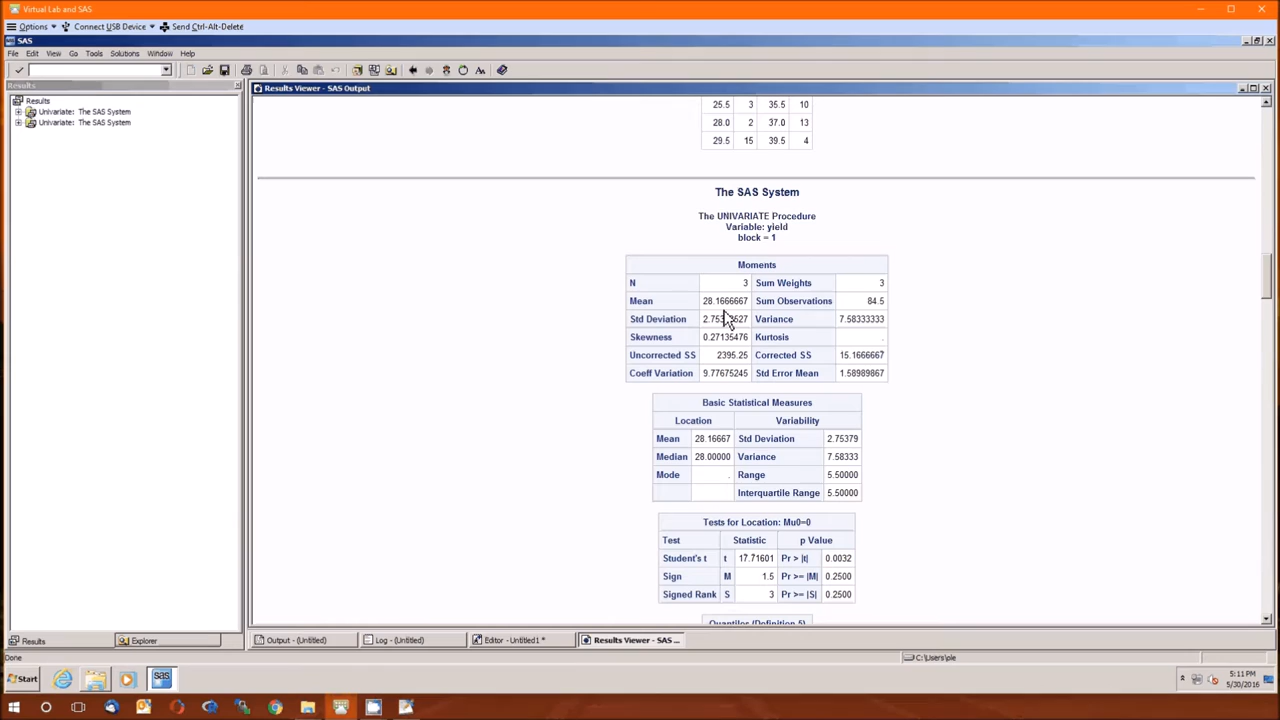 Virtual Lab and SAS
Options Connect USB Device Send Ctrl-Alt-Delete
SAS
File Edit View Go Tools Solutions Window Help
Results
Results Viewer - SAS Output
Results
Univariate: The SAS System
Univariate: The SAS System
25.5 3 35.5 10
28.0 2 37.0 13
29.5 15 39.5 4
The SAS System
The UNIVARIATE Procedure
Variable: yield
block = 1
Moments
N 3 Sum Weights 3
Mean 28.1666667 Sum Observations 84.5
Std Deviation Variance 7.58333333
Skewness 0.27135476 Kurtosis .
Uncorrected SS 2395.25 Corrected SS 15.1666667
Coeff Variation 9.77675245 Std Error Mean 1.58989867
Basic Statistical Measures
Location Variability
Mean 28.16667 Std Deviation 2.75379
Median 28.00000 Variance 7.58333
Mode . Range 5.50000
Interquartile Range 5.50000
Tests for Location: Mu0=0
Test Statistic p Value
Student's t t 17.71601 Pr > |t| 0.0032
Sign M 1.5 Pr >= |M| 0.2500
Signed Rank S 3 Pr >= |S| 0.2500
Quantiles (Definition 5)
Results Explorer Output - (Untitled) Log - (Untitled) Editor - Untitled1 * Results Viewer - SAS ...
Done C:\Users\ple
Start sas 5:11 PM
5/30/2016